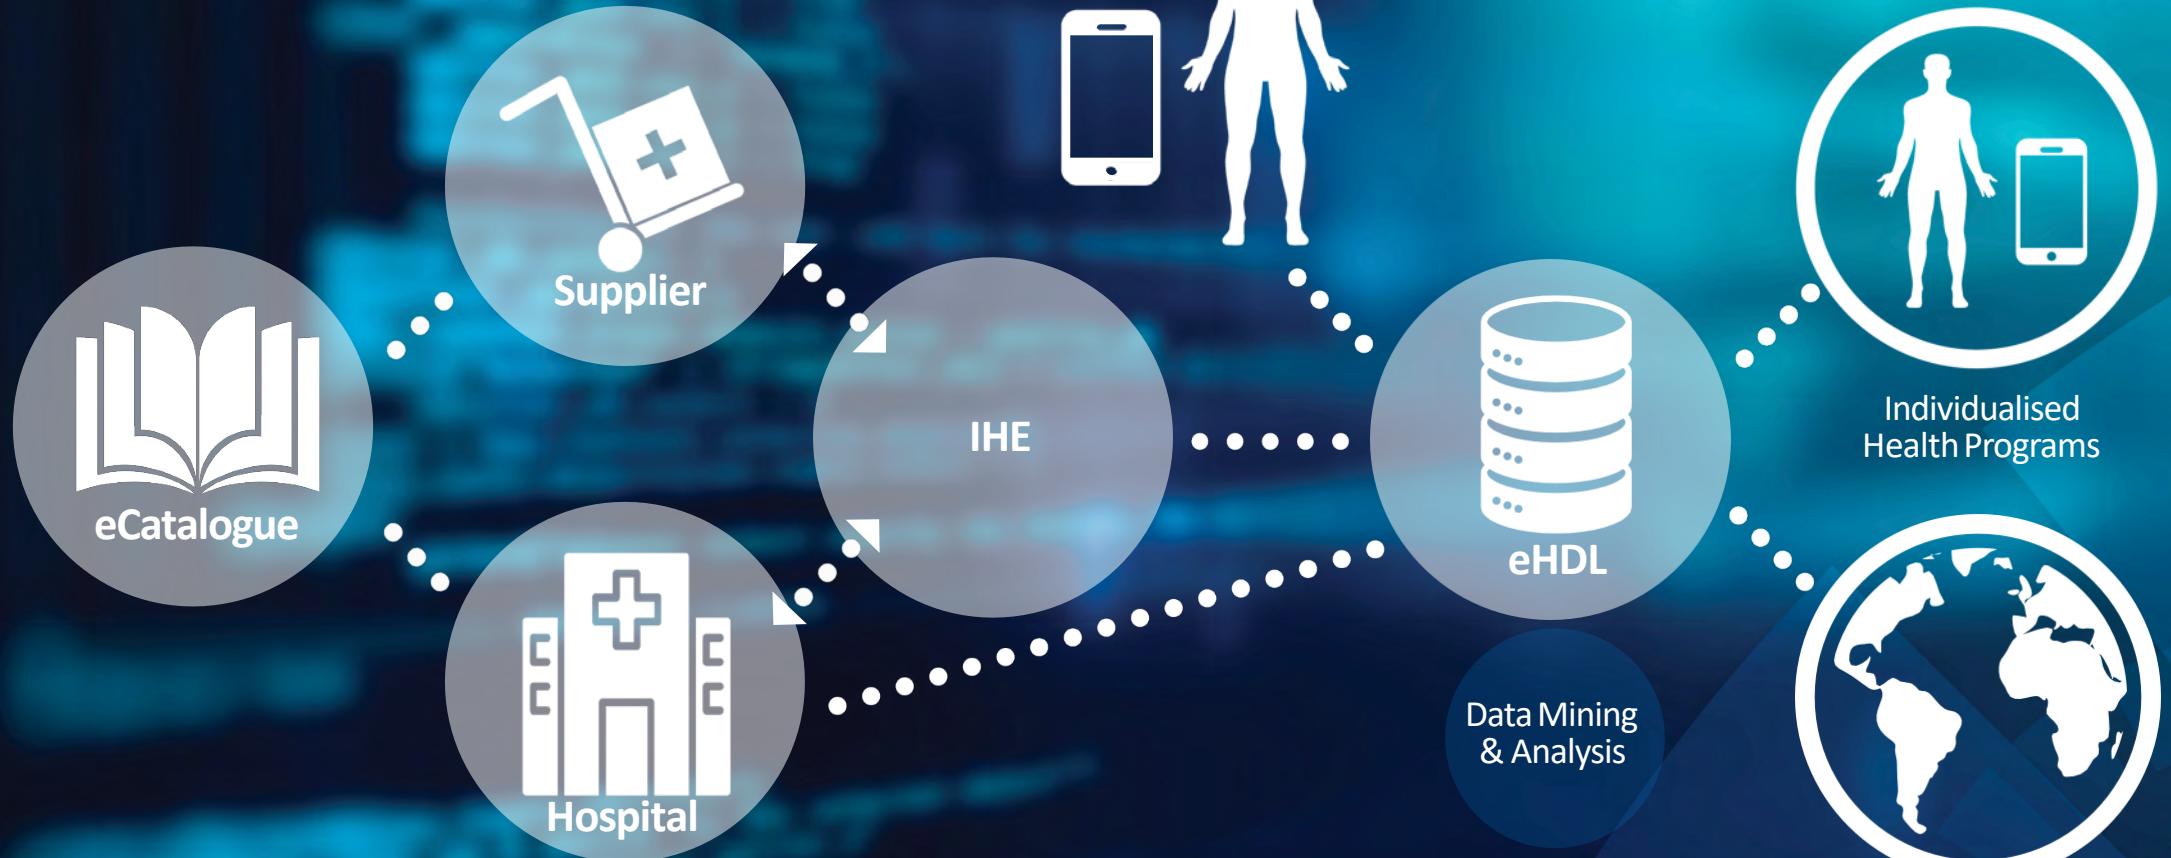 Supplier
eCatalogue
IHE
Hospital
eHDL
Data Mining
& Analysis
Individualised
Health Programs